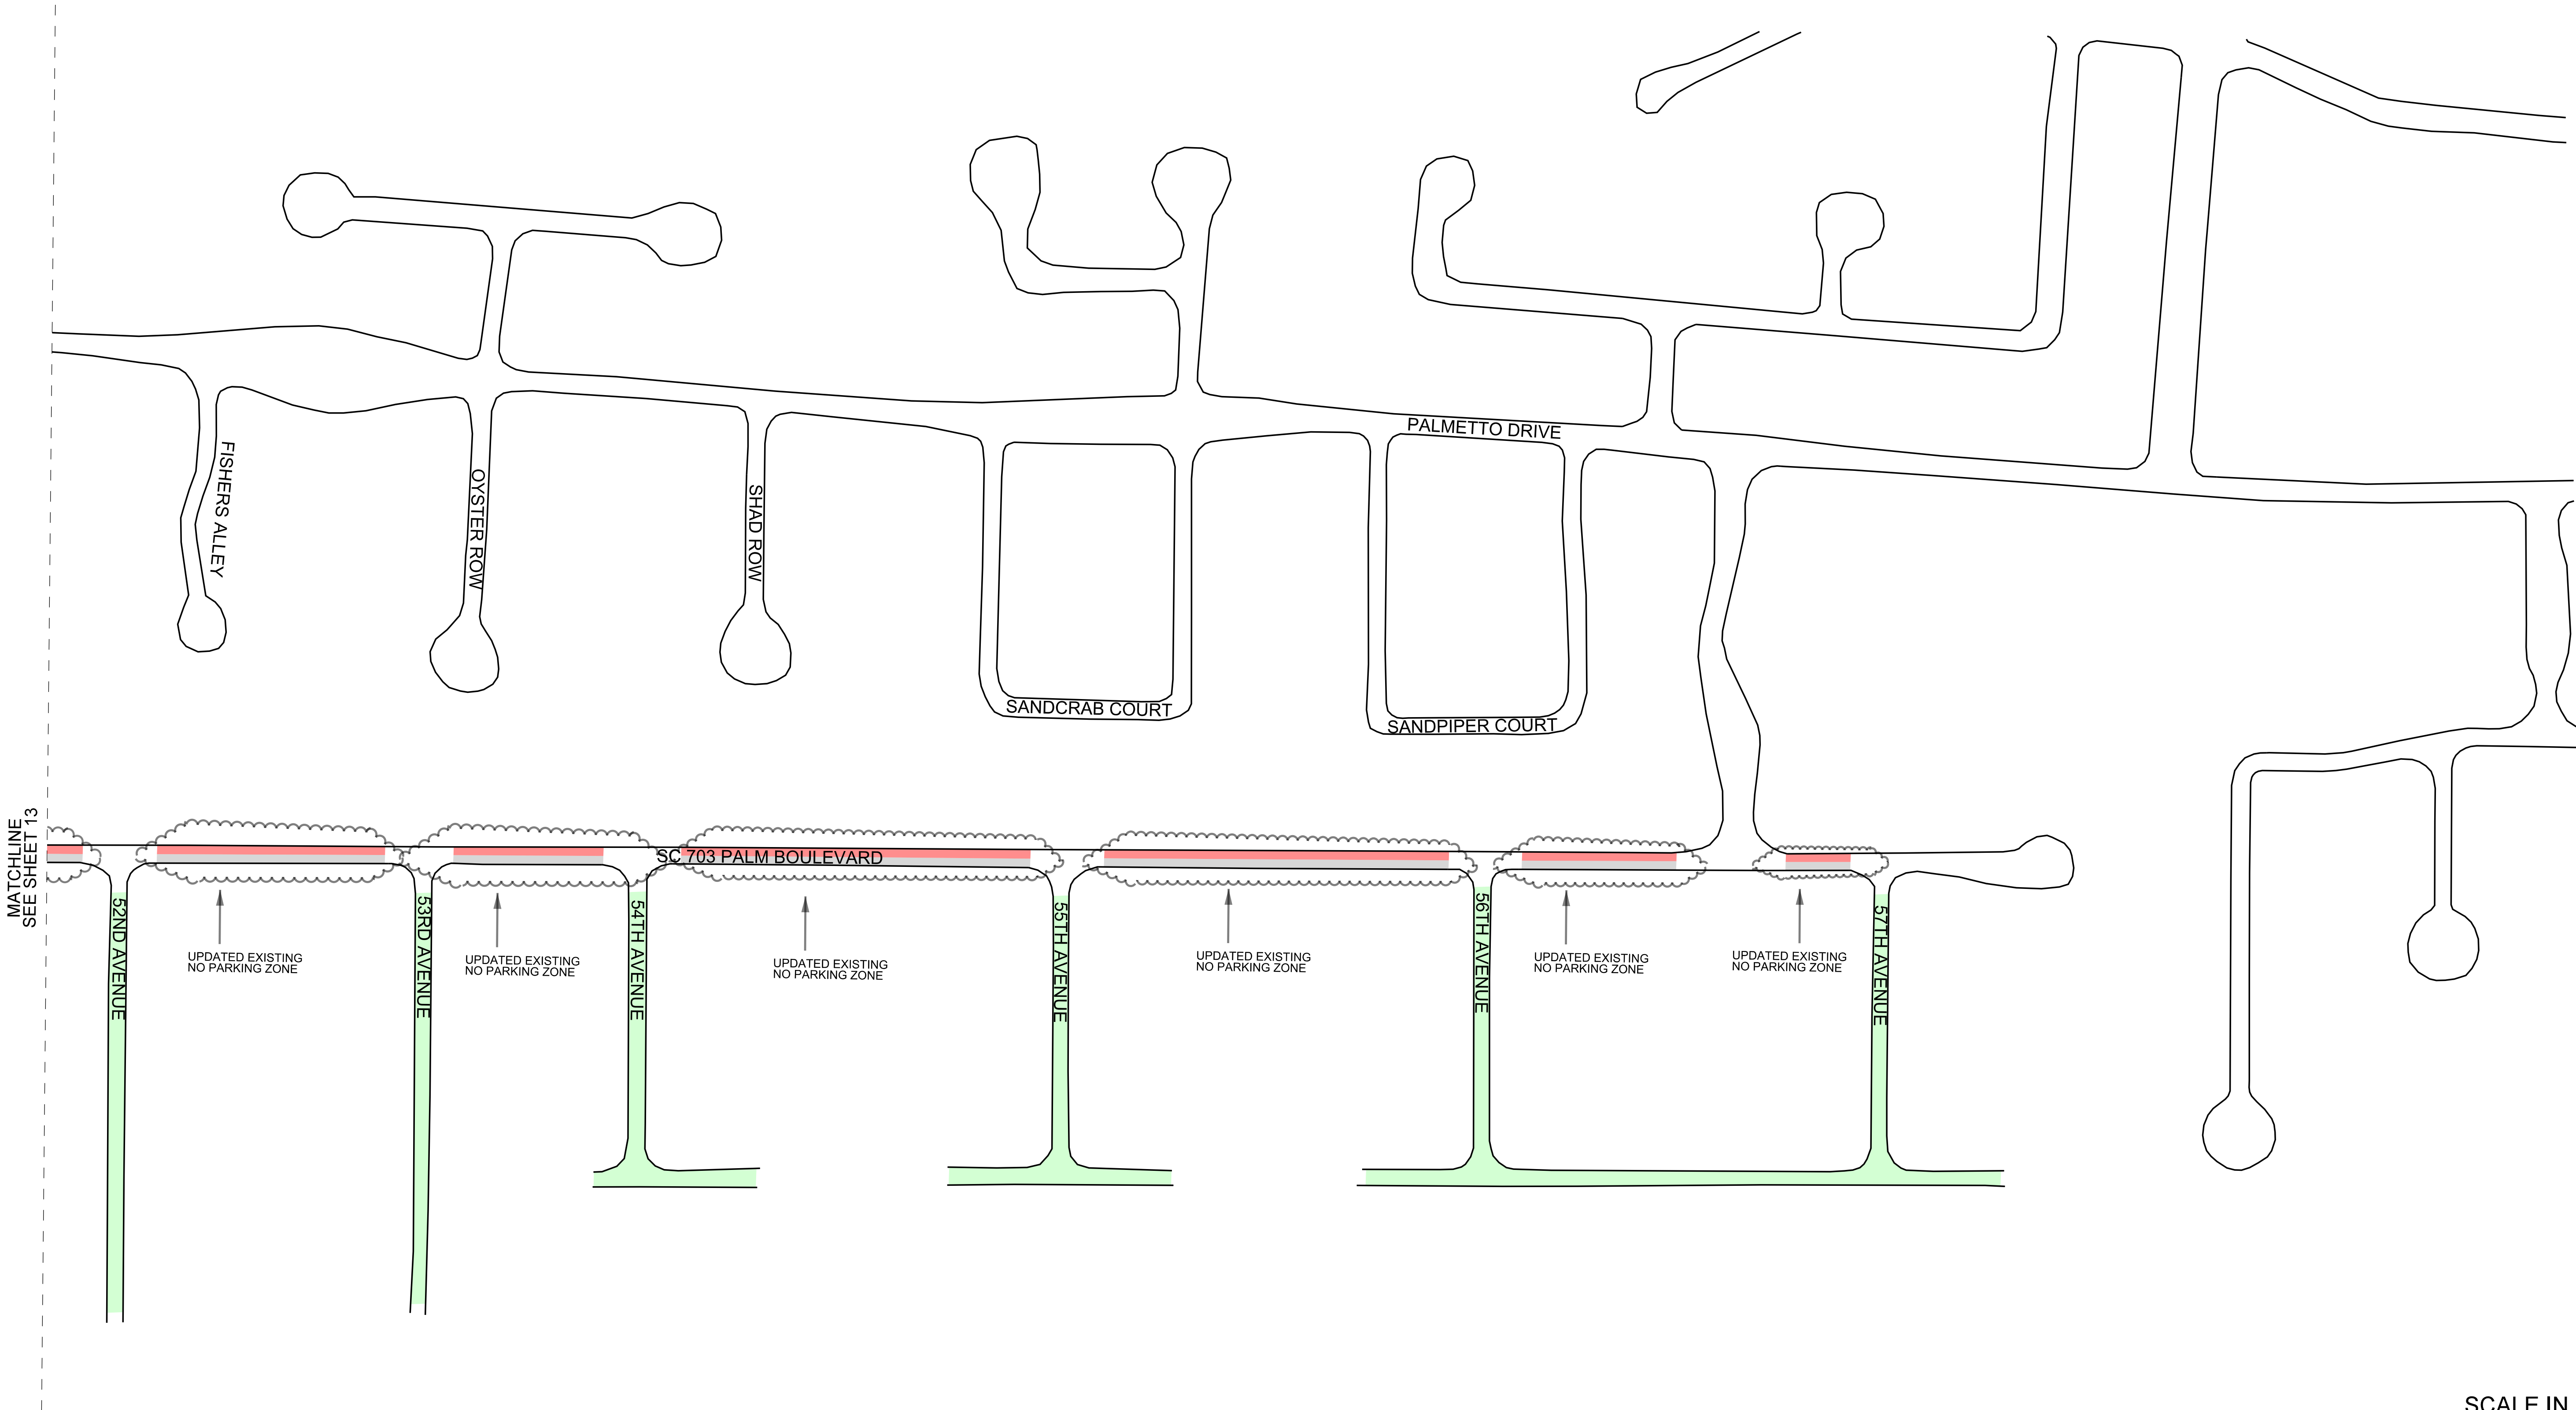 PALMETTO DRIVE
FISHERS ALLEY
OYSTER ROW
SHAD ROW
SANDCRAB COURT
SANDPIPER COURT
MATCHLINE
SEE SHEET 13
SC 703 PALM BOULEVARD
52ND AVENUE
53RD AVENUE
54TH AVENUE
55TH AVENUE
56TH AVENUE
57TH AVENUE
UPDATED EXISTING
NO PARKING ZONE
UPDATED EXISTING
NO PARKING ZONE
UPDATED EXISTING
NO PARKING ZONE
UPDATED EXISTING
NO PARKING ZONE
UPDATED EXISTING
NO PARKING ZONE
UPDATED EXISTING
NO PARKING ZONE
SCALE IN